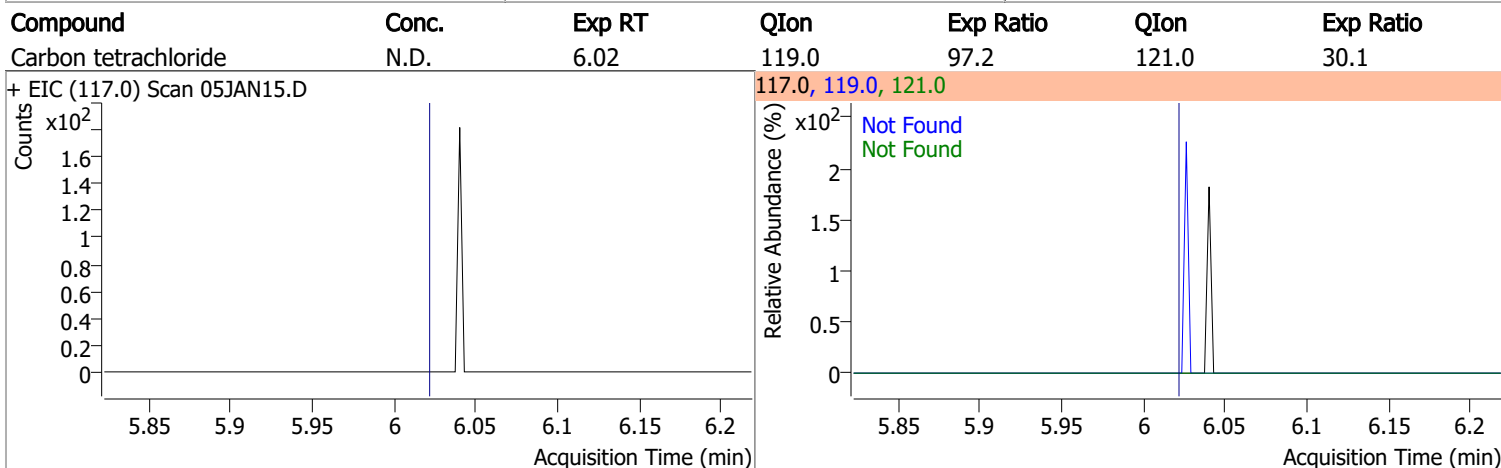 Compound Conc. Exp RT QIon Exp Ratio QIon Exp Ratio
Carbon tetrachloride N.D. 6.02 119.0 97.2 121.0 30.1
+ EIC (117.0) Scan 05JAN15.D
Counts
x10²
1.6
1.4
1.2
1
0.8
0.6
0.4
0.2
0
5.85 5.9 5.95 6 6.05 6.1 6.15 6.2
Acquisition Time (min)
117.0, 119.0, 121.0
Relative Abundance (%)
x10²
Not Found
Not Found
2
1.5
1
0.5
0
5.85 5.9 5.95 6 6.05 6.1 6.15 6.2
Acquisition Time (min)